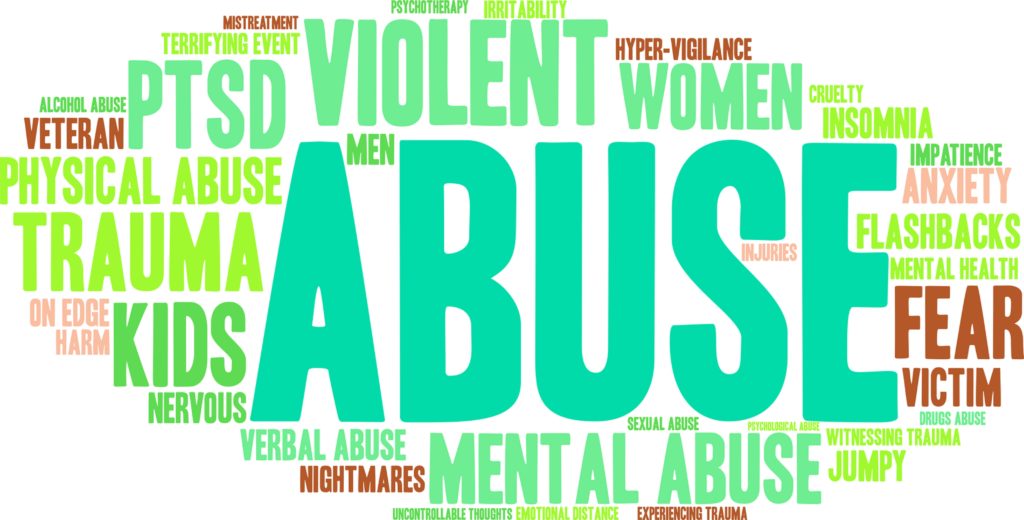 PSYCHOTHERAPY
IRRITABILITY
MISTREATMENT
TERRIFYING EVENT
VIOLENT
HYPER-VIGILANCE
PTSD
WOMEN
ALCOHOL ABUSE
CRUELTY
VETERAN
INSOMNIA
MEN
ABUSE
IMPATIENCE
PHYSICAL ABUSE
ANXIETY
TRAUMA
FLASHBACKS
INJURIES
MENTAL HEALTH
ON EDGE
KIDS
FEAR
HARM
VICTIM
NERVOUS
DRUGS ABUSE
SEXUAL ABUSE
PSYCHOLOGICAL ABUSE
VERBAL ABUSE
WITNESSING TRAUMA
MENTAL ABUSE
JUMPY
NIGHTMARES
UNCONTROLLABLE THOUGHTS
EMOTIONAL DISTANCE
EXPERIENCING TRAUMA